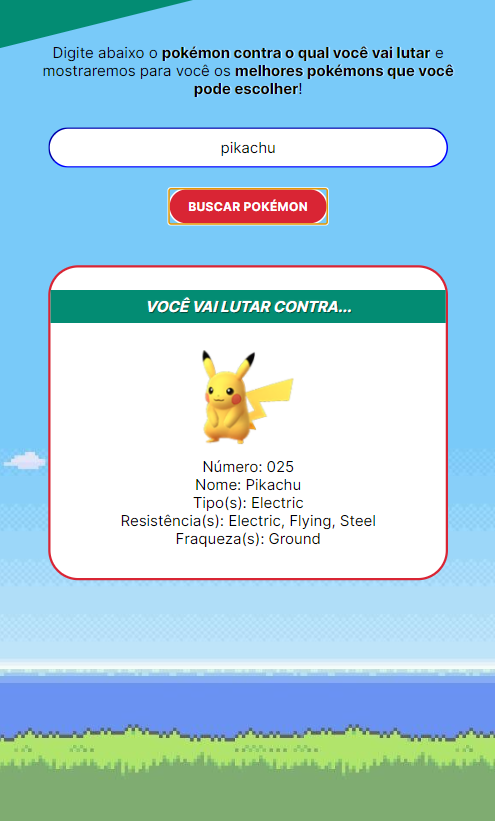 Digite abaixo o pokémon contra o qual você vai lutar e
mostraremos para você os melhores pokémons que você
pode escolher!
pikachu
BUSCAR POKÉMON
VOCÊ VAI LUTAR CONTRA...
Número: 025
Nome: Pikachu
Tipo(s): Electric
Resistência(s): Electric, Flying, Steel
Fraqueza(s): Ground